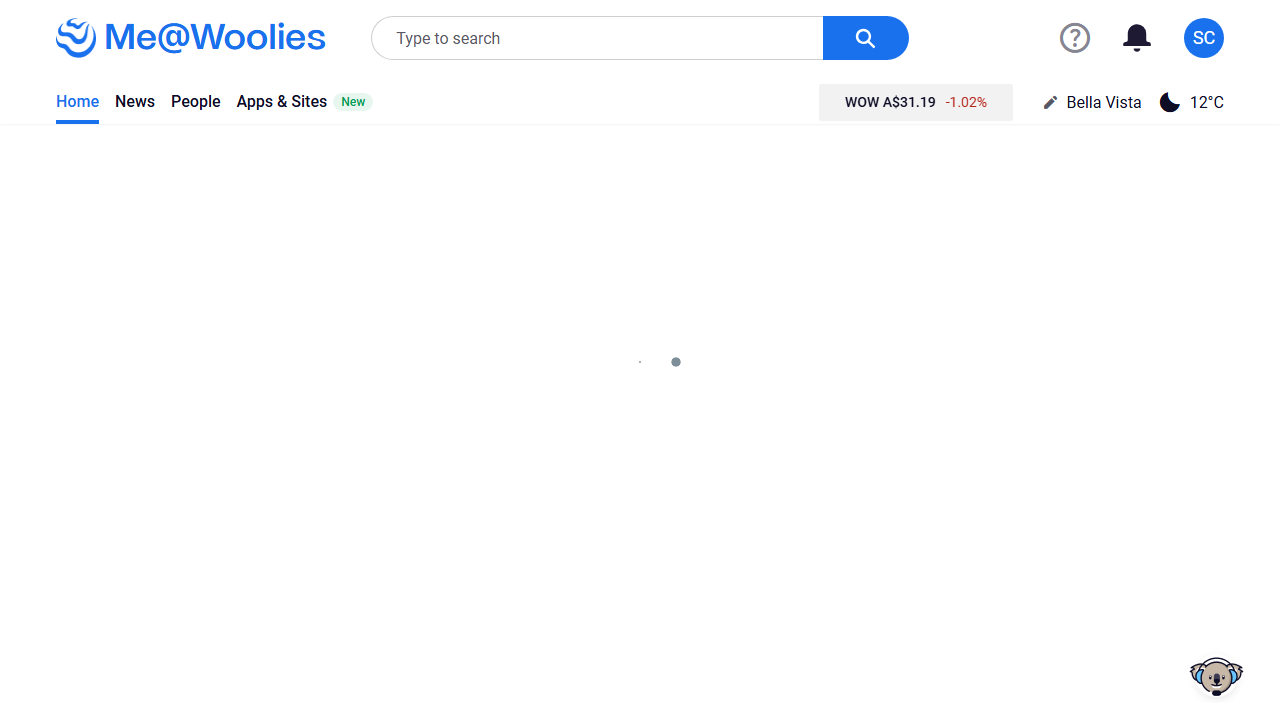 Me@Woolies
Type to search
SC
Home News People Apps & Sites New
WOW A$31.19 -1.02%
Bella Vista
12°C